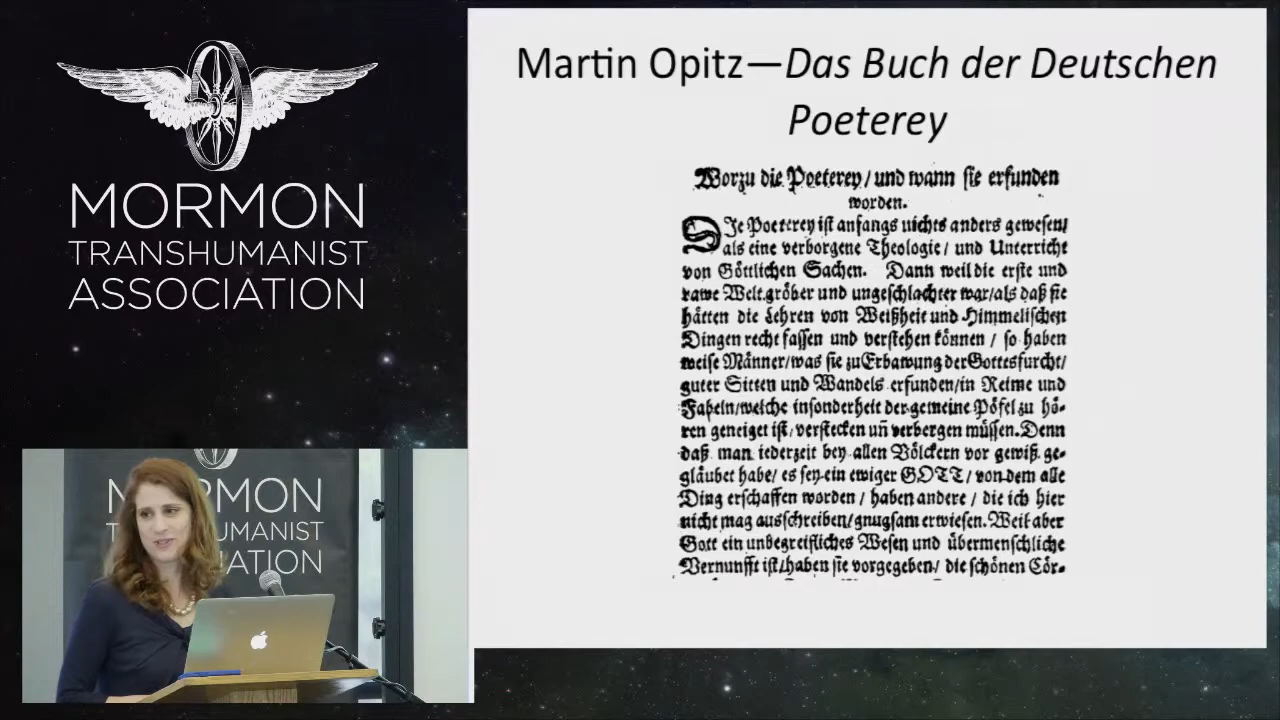 MORMON
TRANSHUMANIST
ASSOCIATION
Martin Opitz—Das Buch der Deutschen
Poeterey
Worzu die Poeterey/ und wann sie erfunden
worden.
DJe Poeterey ist anfangs nichts anders gewesen/
als eine verborgene Theologie/ und Unterricht
von Göttlichen Sachen. Dann weil die erste und
rawe Welt gröber und ungeschlachter war/als daß sie
hätten die Lehren von Weißheit und Himmelischen
Dingen recht fassen und verstehen können / so haben
weise Männer/was sie zu Erbawung der Gottesfurcht/
guter Sitten und Wandels erfunden/in Reime und
Fabeln/welche insonderheit der gemeine Pöfel zu hö-
ren geneiget ist/ verstecken uñ verbergen müssen. Denn
daß man iederzeit bey allen Völckern vor gewiß ge-
gläubet habe/ es sey ein ewiger GOTT/ von dem alle
Ding erschaffen worden / haben andere / die ich hier
nicht mag ausschreiben/gnugsam erwiesen. Weil aber
Gott ein unbegreifliches Wesen und übermenschliche
Vernunfft ist/haben sie vorgegeben/ die schönen Cör-
MORMON
TRANSHUMANIST
IATION